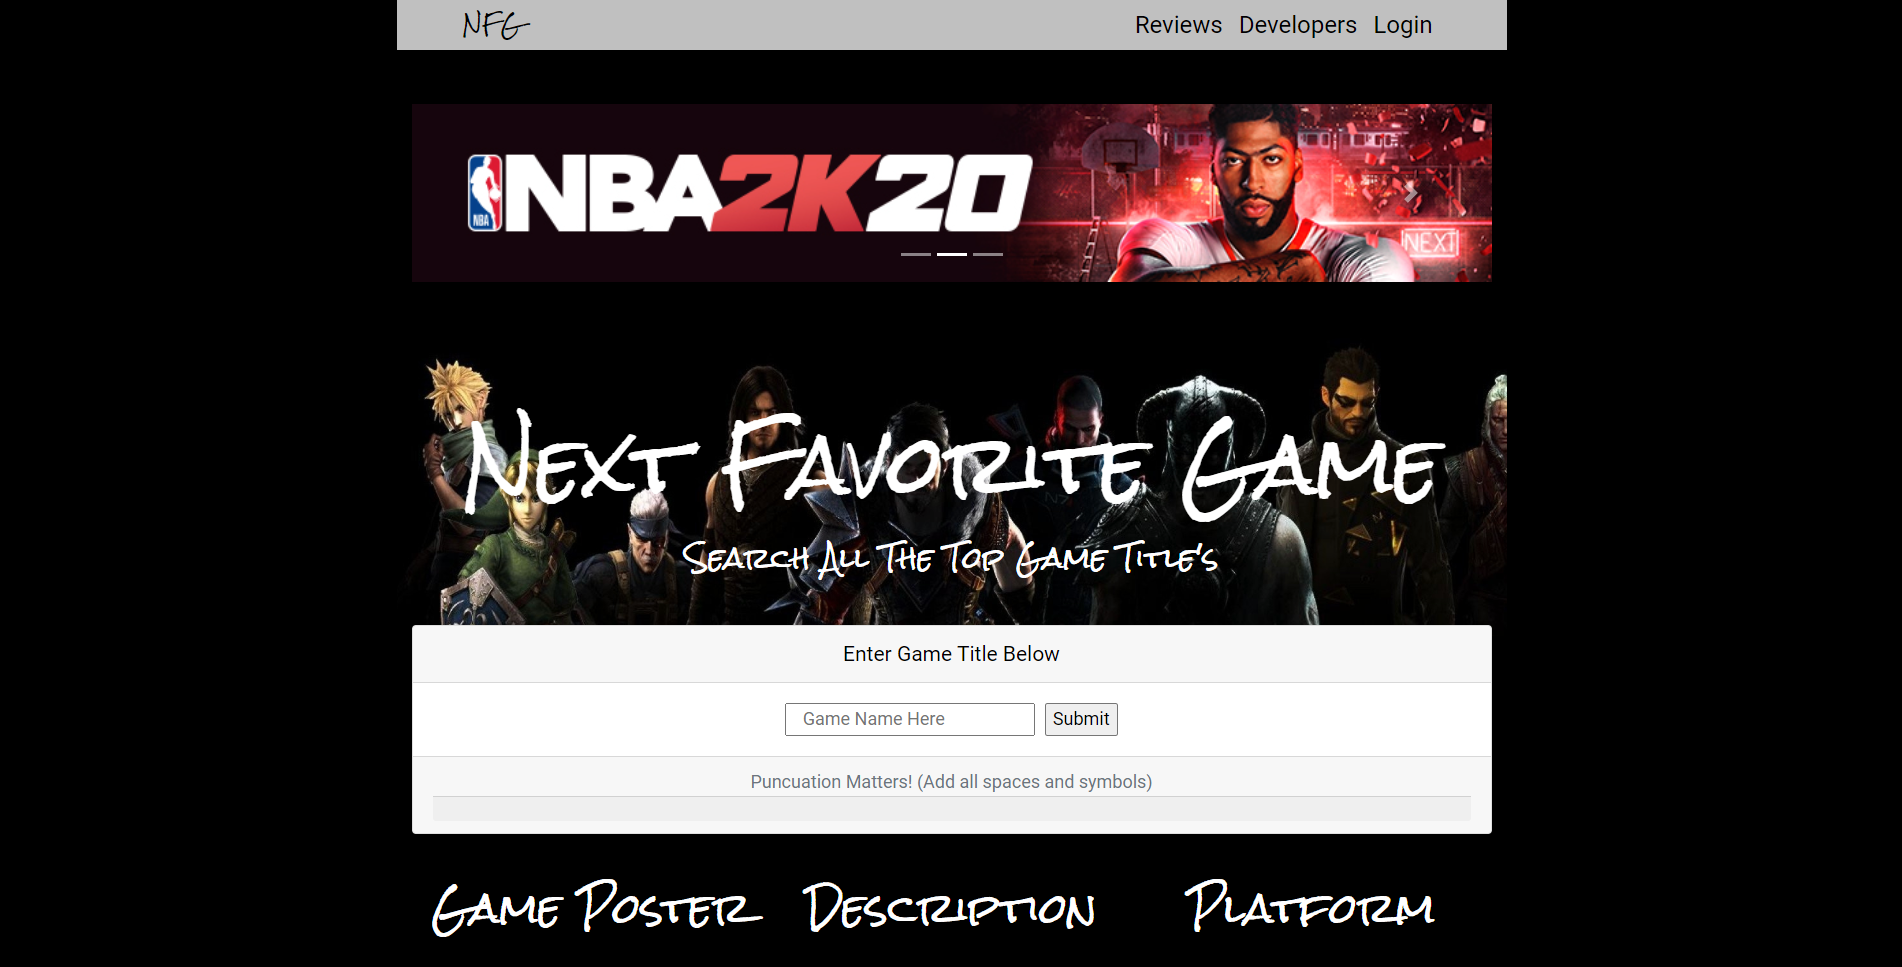 NFG
Reviews Developers Login
NBA 2K20
NBA
NEXT
Next Favorite Game
Search All The Top Game Title's
Enter Game Title Below
Game Name Here Submit
Puncuation Matters! (Add all spaces and symbols)
Game Poster Description Platform